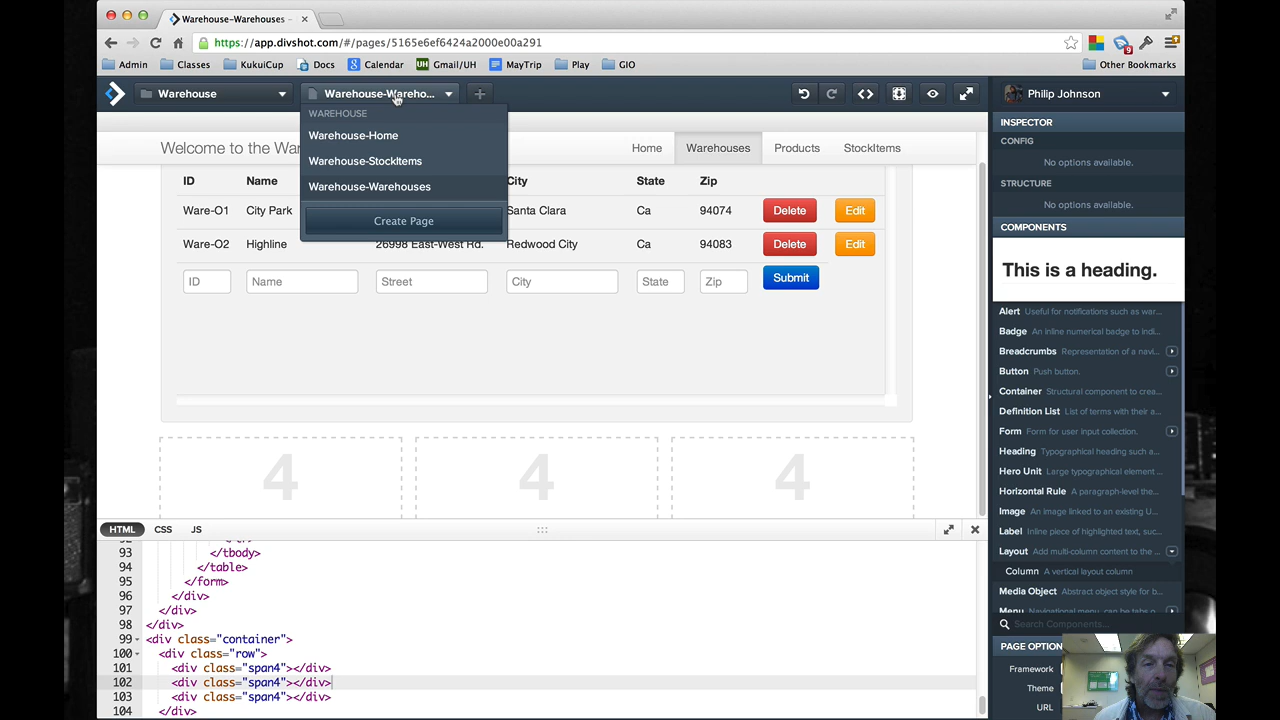 Warehouse-Warehouses –
https://app.divshot.com/#/pages/5165e6ef6424a2000e00a291
9
Admin Classes KukuiCup Docs Calendar Gmail/UH MayTrip Play GIO Other Bookmarks
Warehouse Warehouse-Wareho... Philip Johnson
WAREHOUSE
Warehouse-Home
Warehouse-StockItems
Warehouse-Warehouses
Create Page
Welcome to the War Home Warehouses Products StockItems
ID Name City State Zip
Ware-O1 City Park Santa Clara Ca 94074 Delete Edit
Ware-O2 Highline 26998 East-West Rd. Redwood City Ca 94083 Delete Edit
ID Name Street City State Zip Submit
4 4 4
INSPECTOR
CONFIG
No options available.
STRUCTURE
No options available.
COMPONENTS
This is a heading.
Alert Useful for notifications such as war...
Badge An inline numerical badge to indi...
Breadcrumbs Representation of a navi...
Button Push button.
Container Structural component to crea...
Definition List List of terms with their a...
Form Form for user input collection.
Heading Typographical heading such a...
Hero Unit Large typographical element ...
Horizontal Rule A paragraph-level the...
Image An image linked to an existing U...
Label Inline piece of highlighted text, suc...
Layout Add multi-column content to the ...
Column A vertical layout column
Media Object Abstract object style for b...
Menu Navigational menu, can be tabs o
Search Components...
PAGE OPTION
Framework
Theme
URL
HTML CSS JS
93 </tbody>
94 </table>
95 </form>
96 </div>
97 </div>
98 </div>
99 <div class="container">
100 <div class="row">
101 <div class="span4"></div>
102 <div class="span4"></div>
103 <div class="span4"></div>
104 </div>